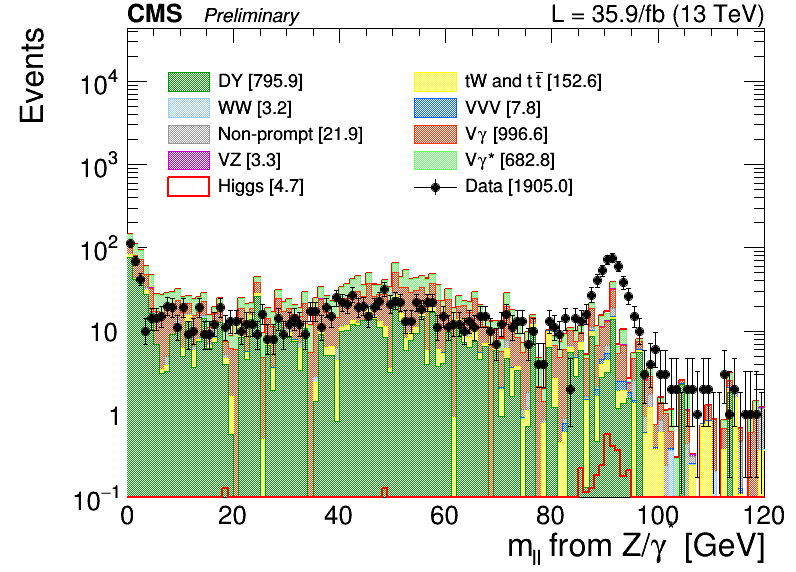 CMS Preliminary L = 35.9/fb (13 TeV)
Events
10⁴
10³
10²
10
1
10⁻¹
DY [795.9] tW and t t̄ [152.6]
WW [3.2] VVV [7.8]
Non-prompt [21.9] Vγ [996.6]
VZ [3.3] Vγ* [682.8]
Higgs [4.7] Data [1905.0]
0 20 40 60 80 100 120
m_ll from Z/γ* [GeV]